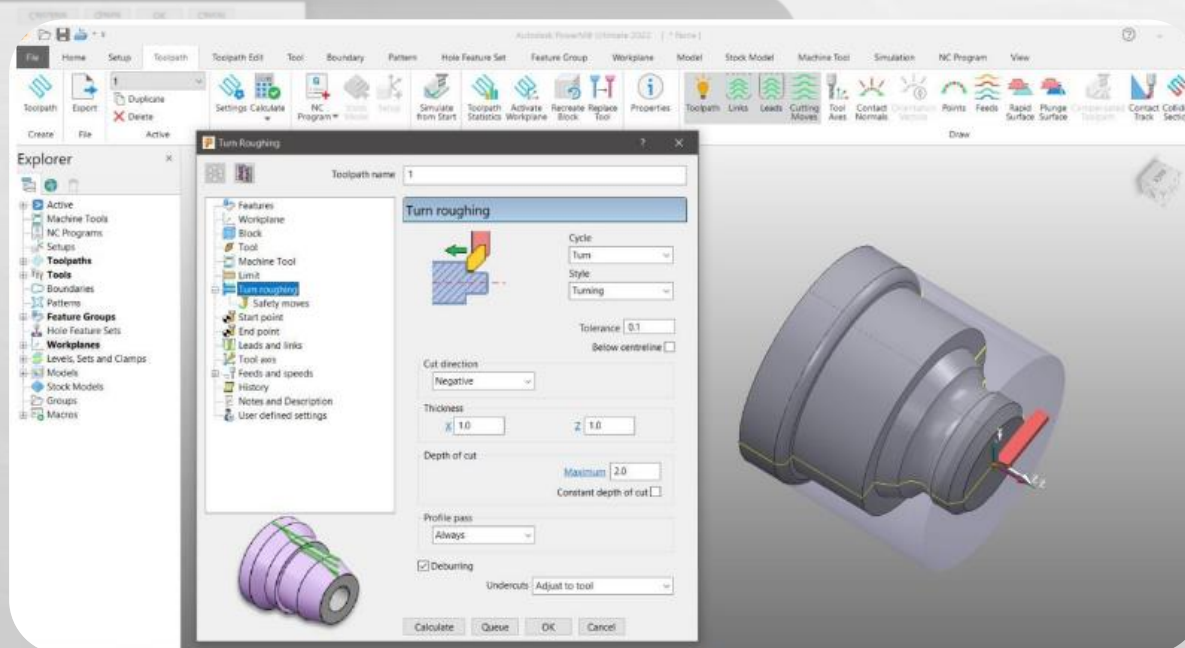 Autodesk PowerMill Ultimate 2022 [ * None ]
File Home Setup Toolpath Toolpath Edit Tool Boundary Pattern Hole Feature Set Feature Group Workplane Model Stock Model Machine Tool Simulation NC Program View
1
Duplicate
Delete
Toolpath Export Settings Calculate NC Program Simulate from Start Toolpath Statistics Activate Workplane Recreate Block Replace Tool Properties Toolpath Links Leads Cutting Moves Tool Axes Contact Normals Points Feeds Rapid Surface Plunge Surface Contact Track
Create File Active Draw
Explorer
Active
Machine Tools
NC Programs
Setups
Toolpaths
Tools
Boundaries
Patterns
Feature Groups
Hole Feature Sets
Workplanes
Levels, Sets and Clamps
Models
Stock Models
Groups
Macros
Turn Roughing
Toolpath name 1
Features
Workplane
Block
Tool
Machine Tool
Limit
Turn roughing
Safety moves
Start point
End point
Leads and links
Tool axis
Feeds and speeds
History
Notes and Description
User defined settings
Turn roughing
Cycle
Turn
Style
Turning
Tolerance 0.1
Below centreline
Cut direction
Negative
Thickness
X 1.0 Z 1.0
Depth of cut
Maximum 2.0
Constant depth of cut
Profile pass
Always
Deburring
Undercuts Adjust to tool
Calculate Queue OK Cancel